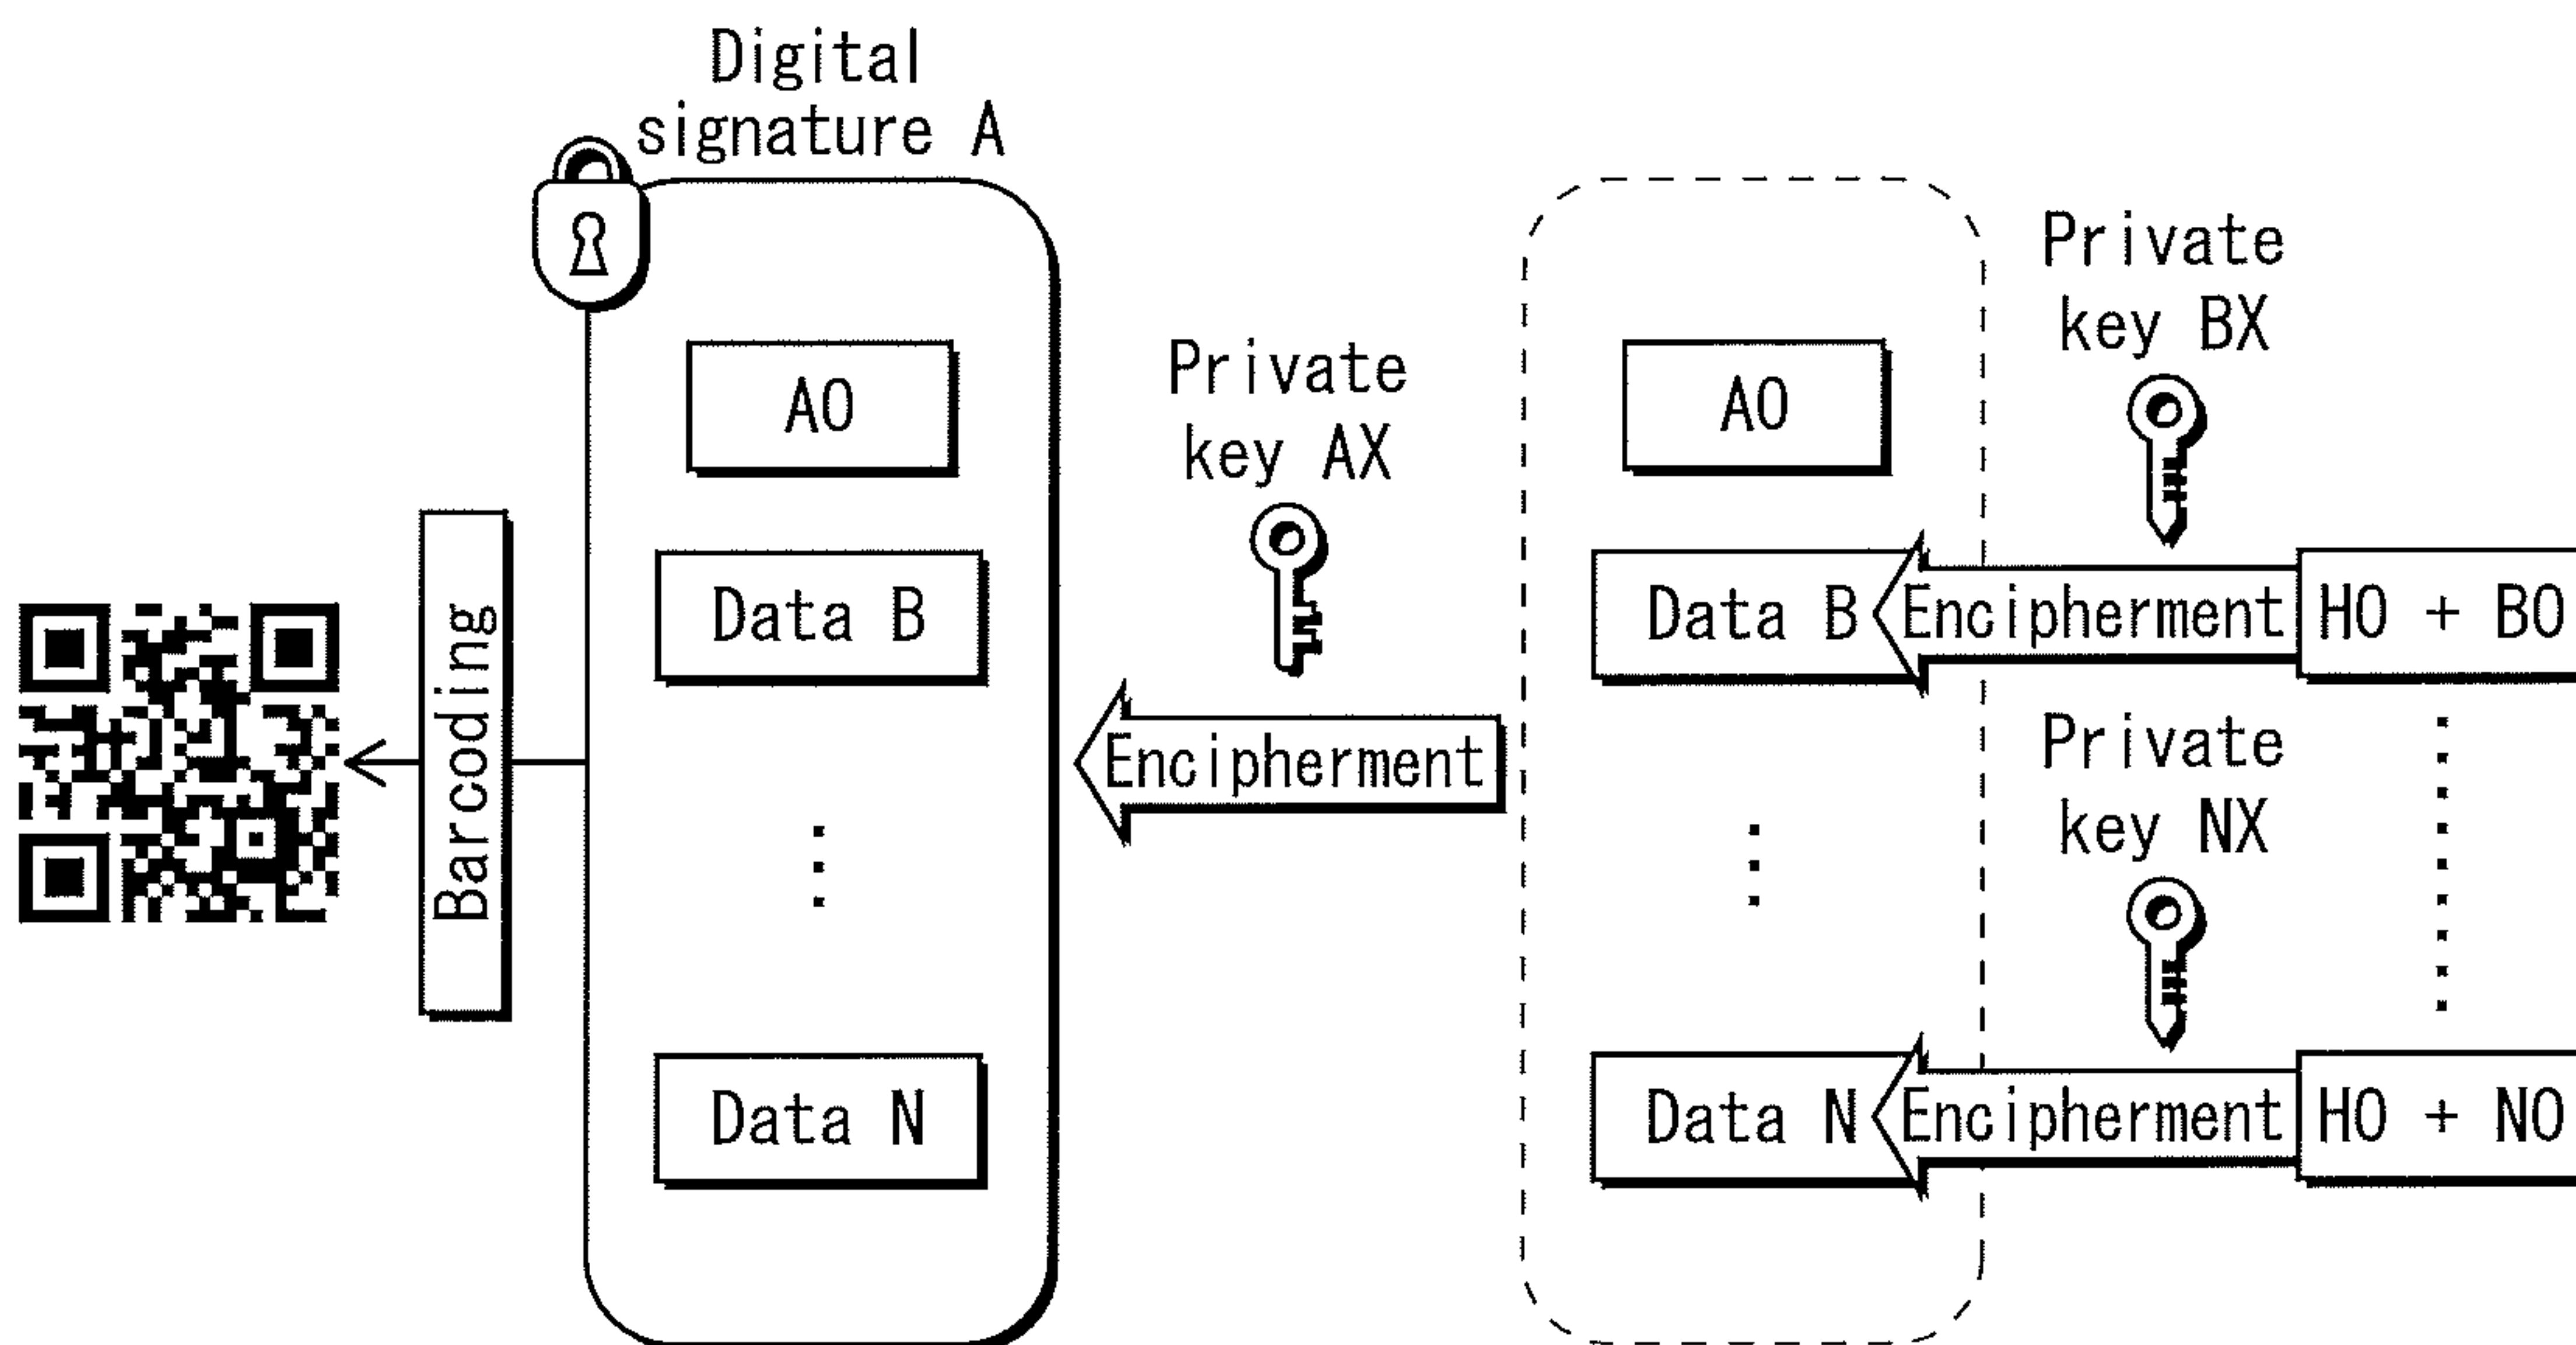 Digital
signature A
A0
Data B
Data N
Barcoding
Private
key AX
Encipherment
A0
Data B
Data N
Private
key BX
Encipherment
H0 + B0
Private
key NX
Encipherment
H0 + N0